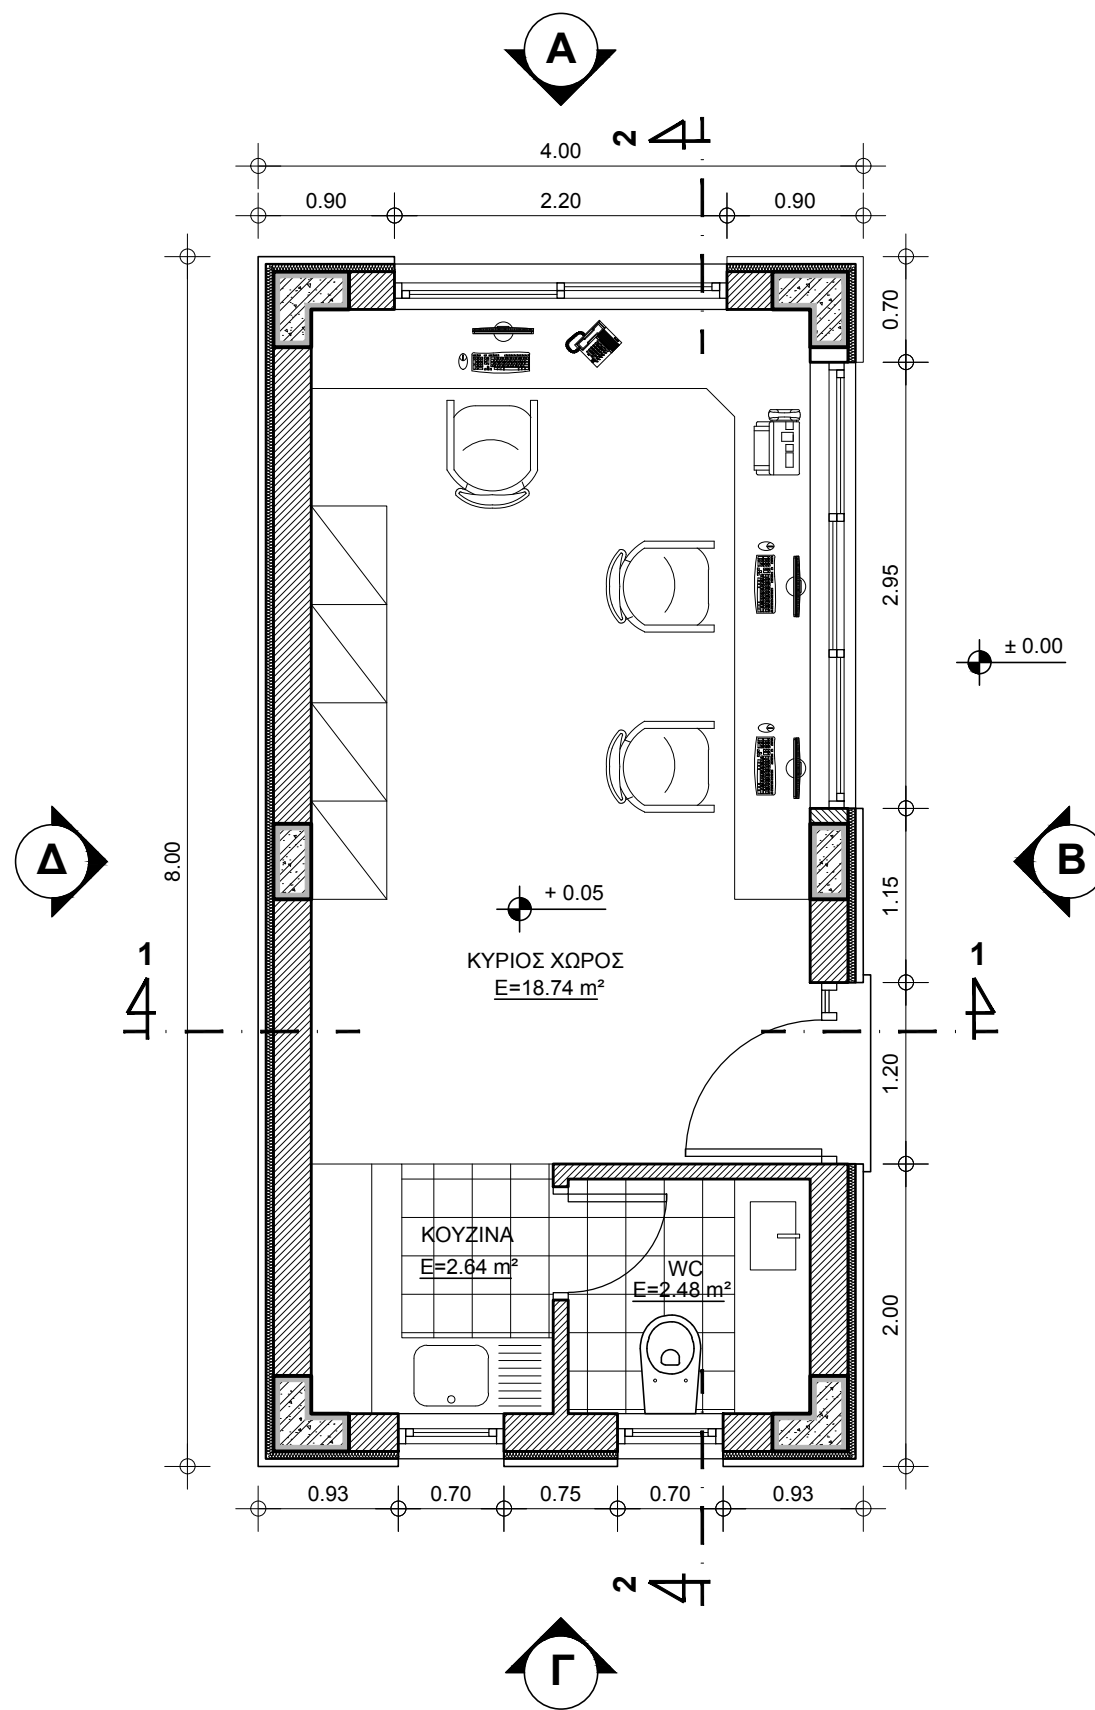 Α
2
4.00
0.90 2.20 0.90
0.70
2.95
± 0.00
8.00
Δ
Β
1.15
+ 0.05
ΚΥΡΙΟΣ ΧΩΡΟΣ
Ε=18.74 m²
1
1
1.20
ΚΟΥΖΙΝΑ
Ε=2.64 m²
WC
Ε=2.48 m²
2.00
0.93 0.70 0.75 0.70 0.93
2
Γ